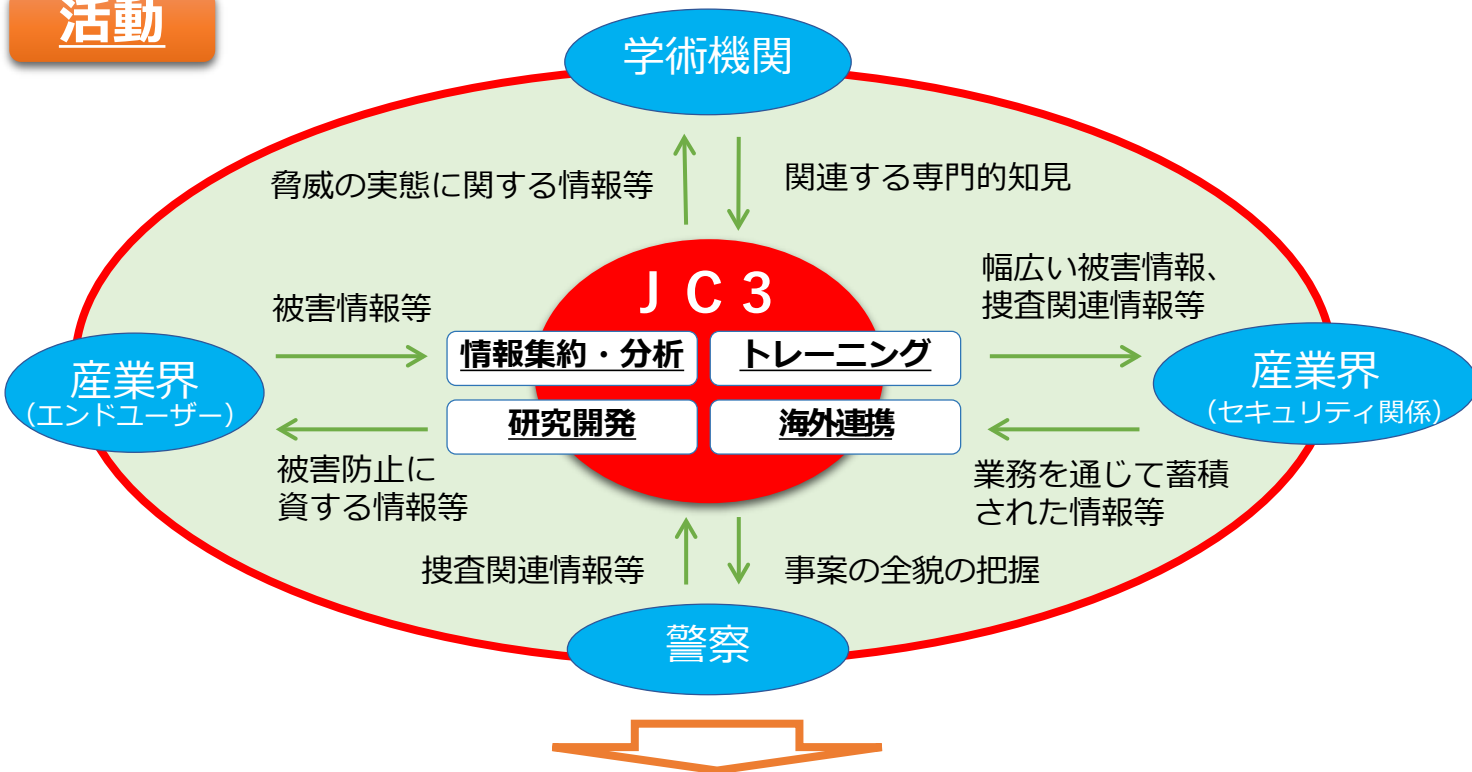 活動
学術機関
脅威の実態に関する情報等
関連する専門的知見
JC3
幅広い被害情報、
捜査関連情報等
被害情報等
情報集約・分析
トレーニング
産業界
(エンドユーザー)
産業界
(セキュリティ関係)
研究開発
海外連携
被害防止に
資する情報等
業務を通じて蓄積
された情報等
捜査関連情報等
事案の全貌の把握
警察